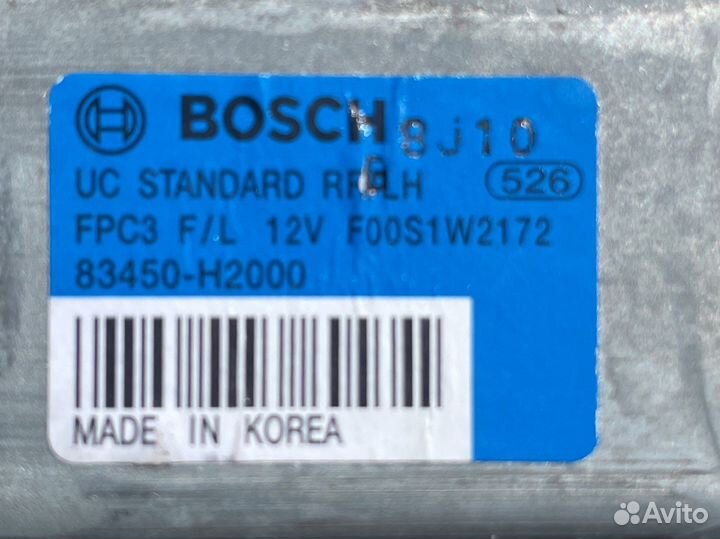 BOSCH
8J10
UC STANDARD RR LH 526
FPC3 F/L 12V F00S1W2172
83450-H2000
MADE IN KOREA
Avito